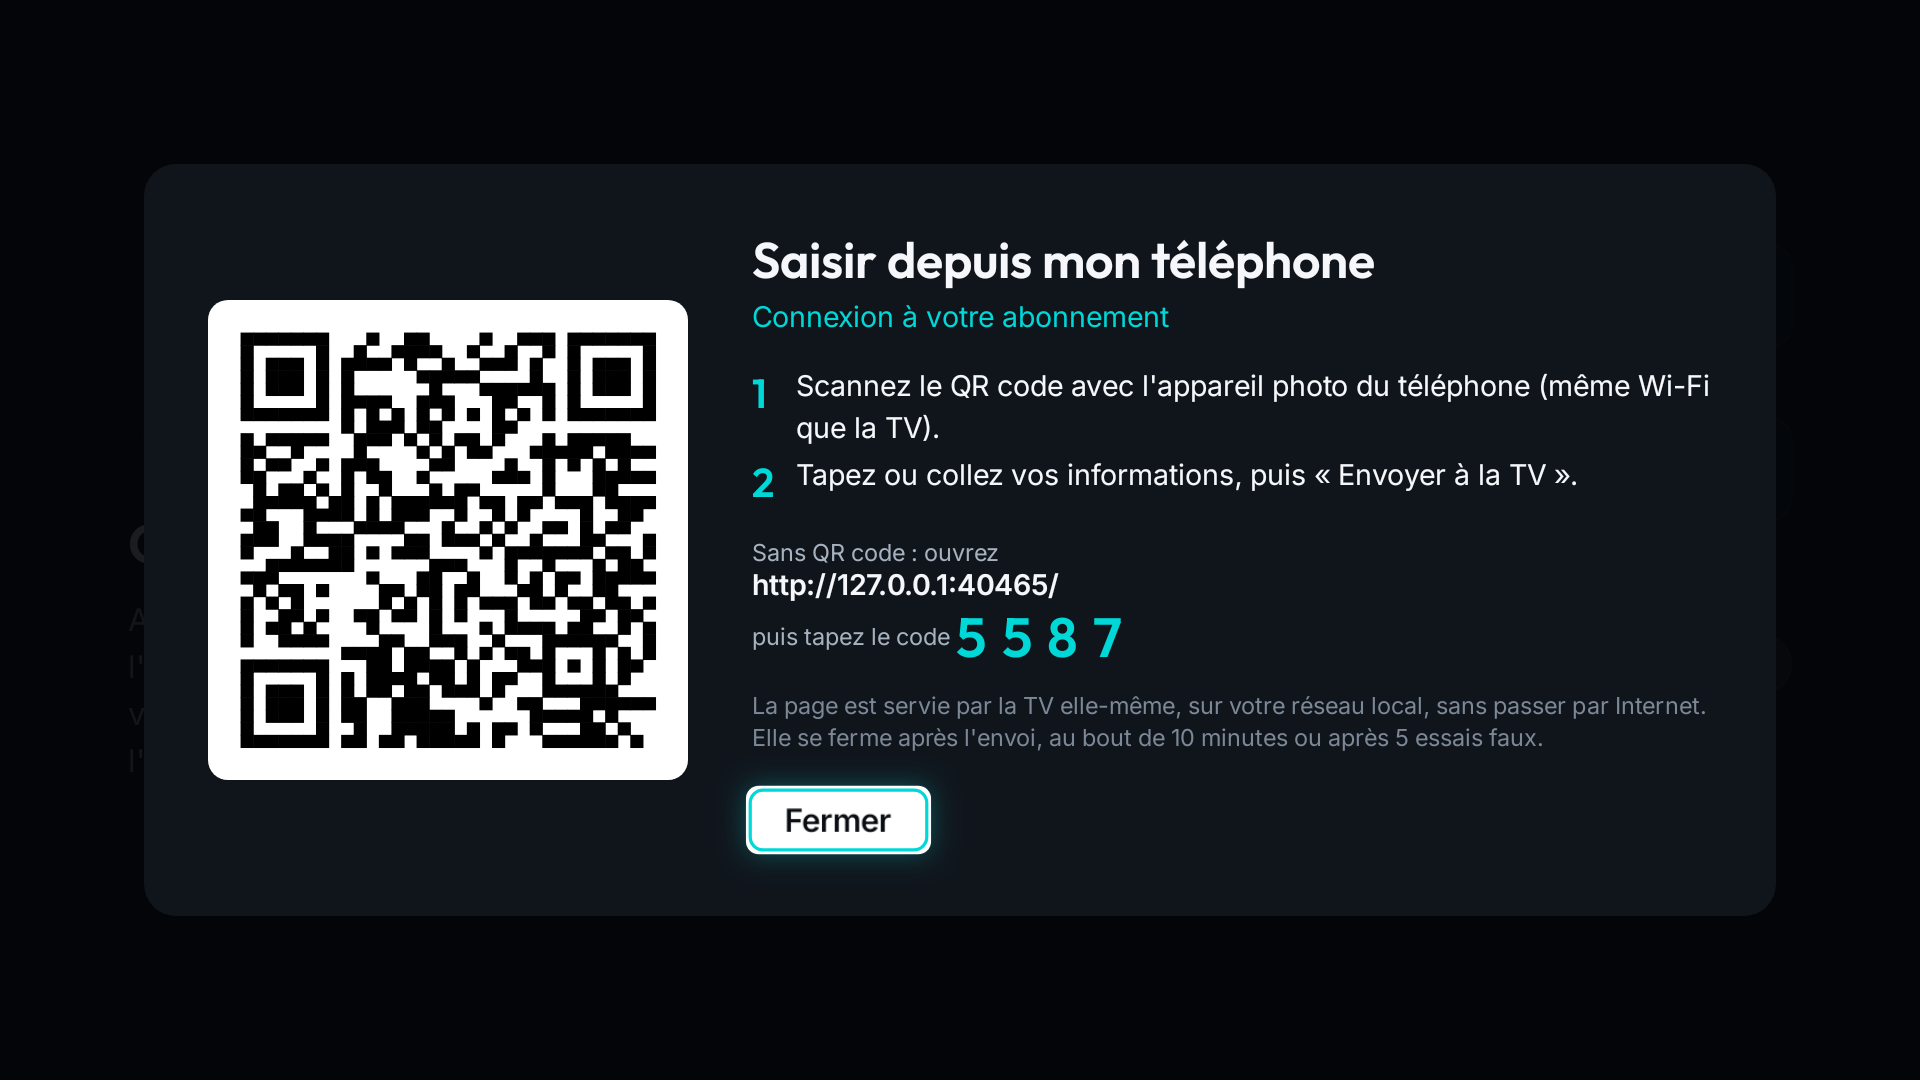 Saisir depuis mon téléphone
Connexion à votre abonnement
1 Scannez le QR code avec l'appareil photo du téléphone (même Wi-Fi
que la TV).
2 Tapez ou collez vos informations, puis « Envoyer à la TV ».
Sans QR code : ouvrez
http://127.0.0.1:40465/
puis tapez le code 5 5 8 7
La page est servie par la TV elle-même, sur votre réseau local, sans passer par Internet.
Elle se ferme après l'envoi, au bout de 10 minutes ou après 5 essais faux.
Fermer